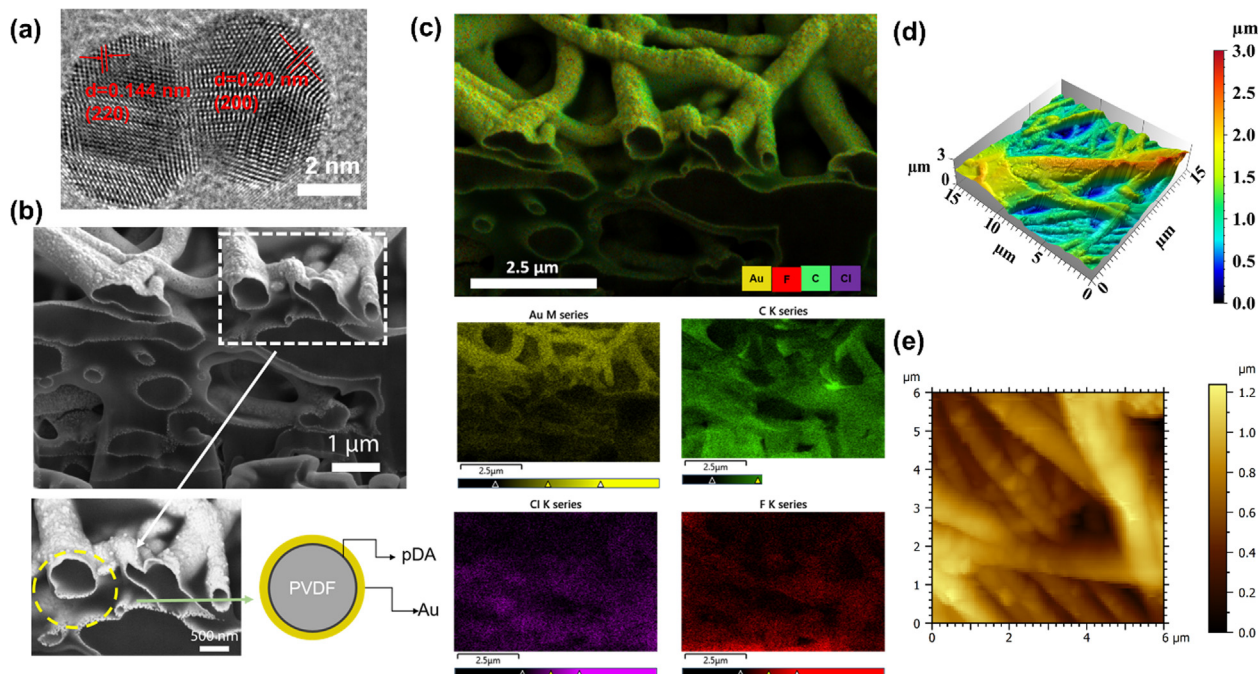 (a)
d=0.144 nm
(220)
d=0.20 nm
(200)
2 nm
(b)
1 µm
500 nm
PVDF
pDA
Au
(c)
2.5 µm
Au
F
C
Cl
Au M series
2.5µm
C K series
2.5µm
Cl K series
2.5µm
F K series
2.5µm
(d)
µm
3.0
2.5
2.0
1.5
1.0
0.5
0.0
µm
3
0
15
10
5
0
µm
0
5
10
15
µm
(e)
µm
6
5
4
3
2
1
0
0
2
4
6
µm
µm
1.2
1.0
0.8
0.6
0.4
0.2
0.0